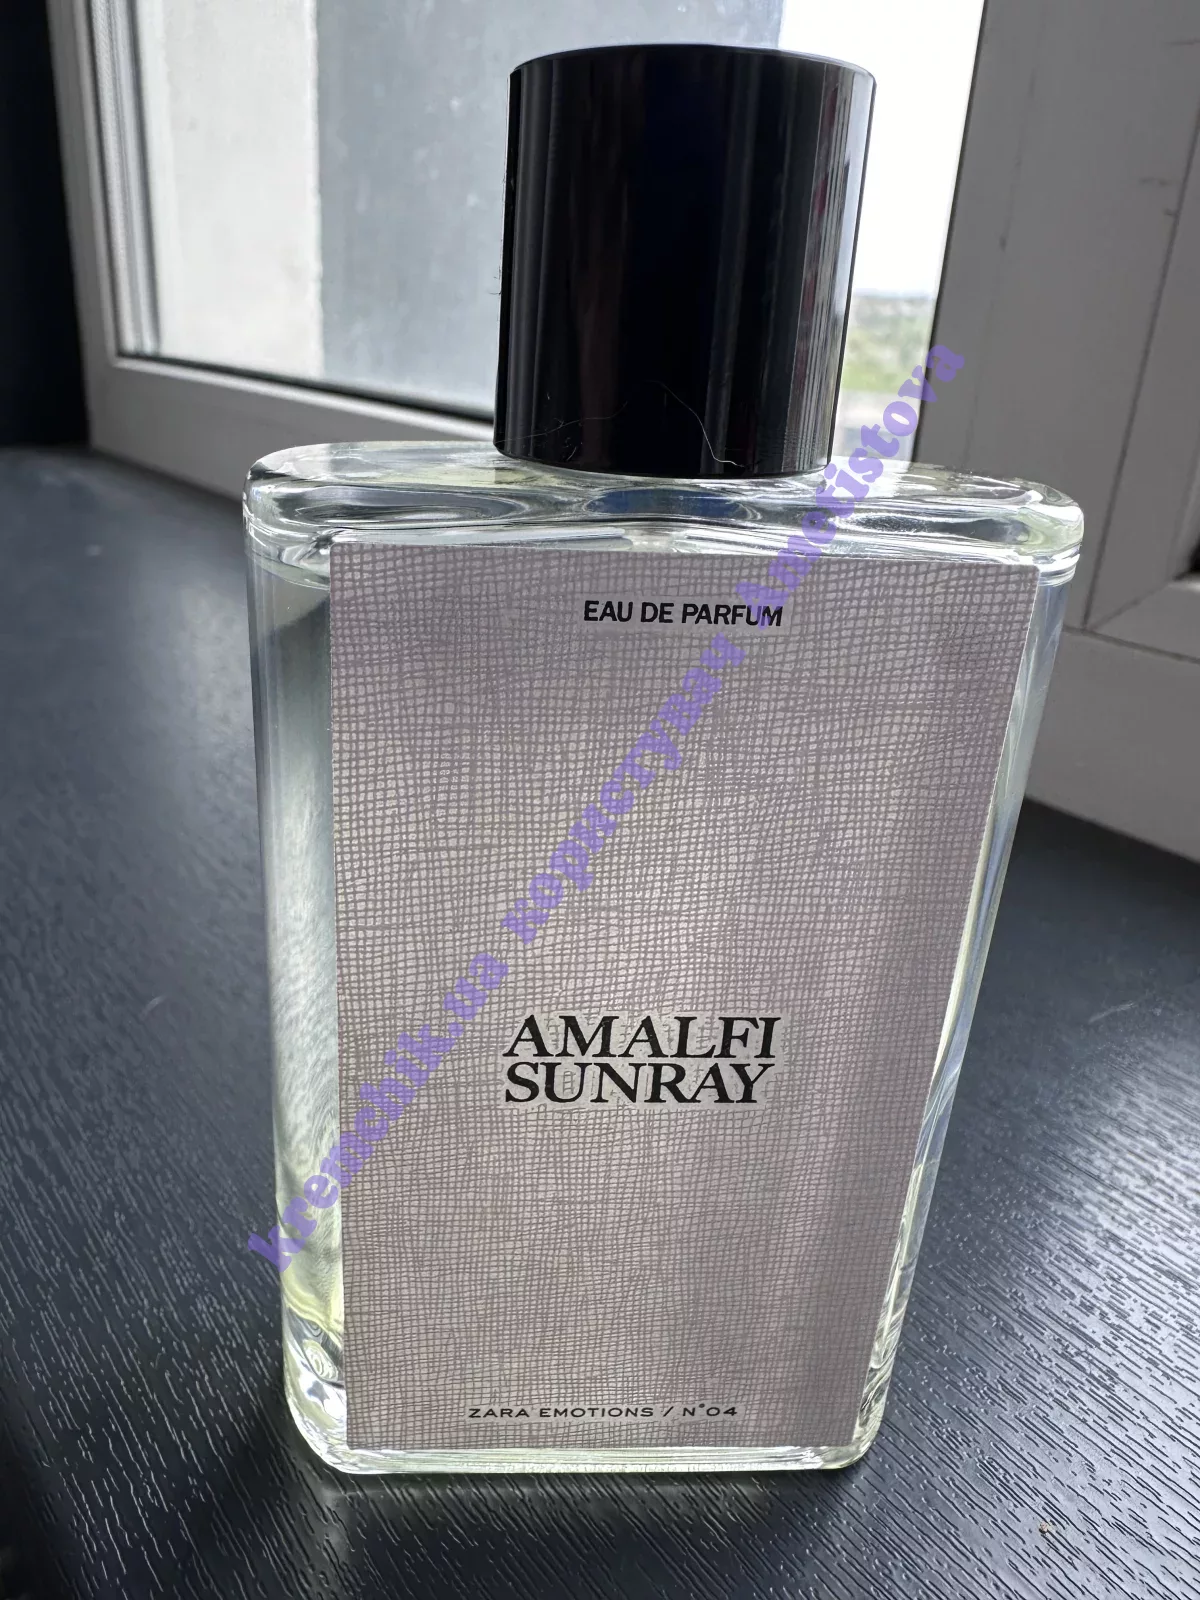 EAU DE PARFUM
AMALFI
SUNRAY
ZARA EMOTIONS / N°04
kremchik.ua користувач Ametistova